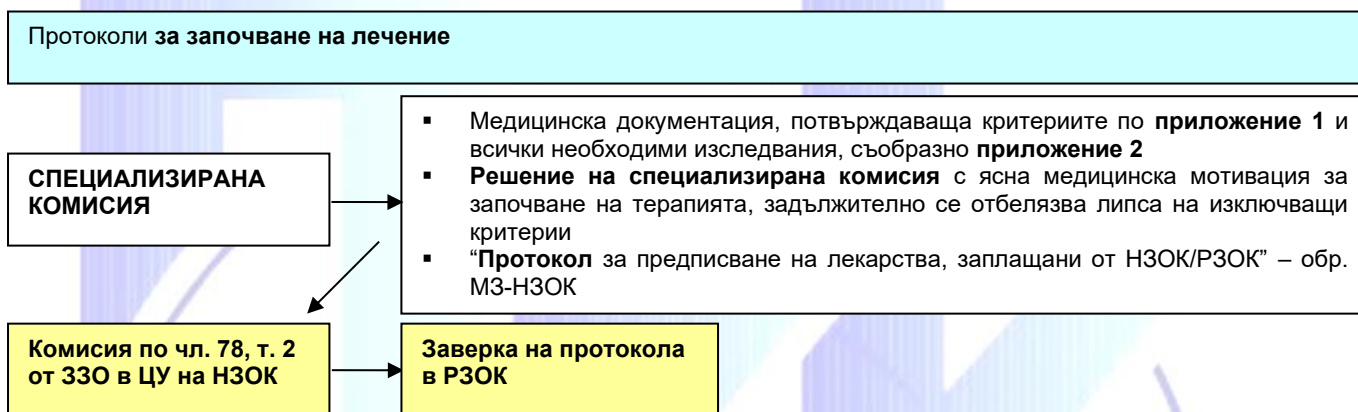 Протоколи за започване на лечение
СПЕЦИАЛИЗИРАНА
КОМИСИЯ
▪ Медицинска документация, потвърждаваща критериите по приложение 1 и
всички необходими изследвания, съобразно приложение 2
▪ Решение на специализирана комисия с ясна медицинска мотивация за
започване на терапията, задължително се отбелязва липса на изключващи
критерии
▪ “Протокол за предписване на лекарства, заплащани от НЗОК/РЗОК” – обр.
МЗ-НЗОК
Комисия по чл. 78, т. 2
от ЗЗО в ЦУ на НЗОК
Заверка на протокола
в РЗОК